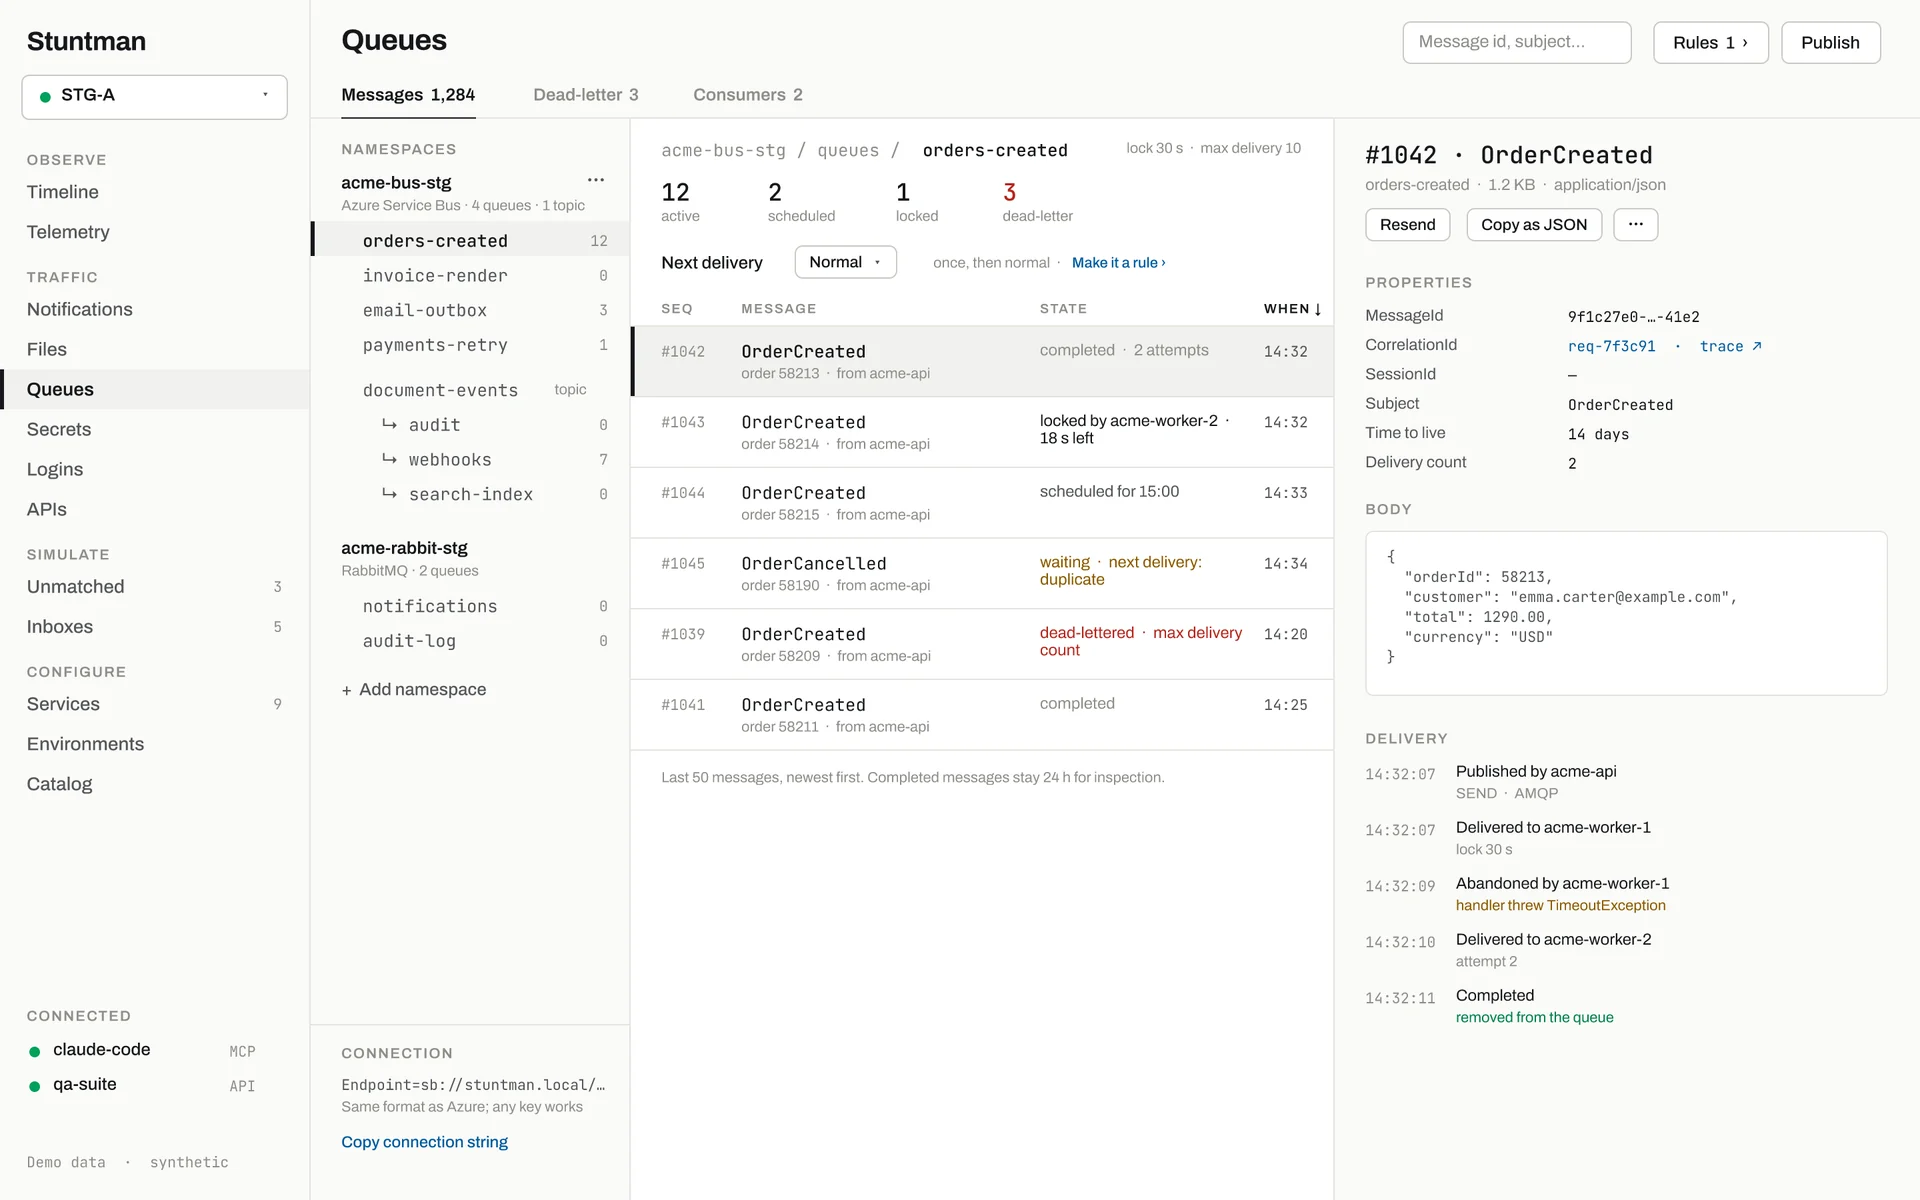 Stuntman
STG-A
OBSERVE
Timeline
Telemetry
TRAFFIC
Notifications
Files
Queues
Secrets
Logins
APIs
SIMULATE
Unmatched 3
Inboxes 5
CONFIGURE
Services 9
Environments
Catalog
CONNECTED
claude-code MCP
qa-suite API
Demo data · synthetic
Queues
Message id, subject...
Rules 1 ›
Publish
Messages 1,284
Dead-letter 3
Consumers 2
NAMESPACES
acme-bus-stg ···
Azure Service Bus · 4 queues · 1 topic
orders-created 12
invoice-render 0
email-outbox 3
payments-retry 1
document-events topic
↳ audit 0
↳ webhooks 7
↳ search-index 0
acme-rabbit-stg
RabbitMQ · 2 queues
notifications 0
audit-log 0
+ Add namespace
CONNECTION
Endpoint=sb://stuntman.local/…
Same format as Azure; any key works
Copy connection string
acme-bus-stg / queues / orders-created
lock 30 s · max delivery 10
12 2 1 3
active scheduled locked dead-letter
Next delivery Normal once, then normal · Make it a rule ›
SEQ MESSAGE STATE WHEN ↓
#1042 OrderCreated completed · 2 attempts 14:32
order 58213 · from acme-api
#1043 OrderCreated locked by acme-worker-2 · 14:32
order 58214 · from acme-api 18 s left
#1044 OrderCreated scheduled for 15:00 14:33
order 58215 · from acme-api
#1045 OrderCancelled waiting · next delivery: 14:34
order 58190 · from acme-api duplicate
#1039 OrderCreated dead-lettered · max delivery 14:20
order 58209 · from acme-api count
#1041 OrderCreated completed 14:25
order 58211 · from acme-api
Last 50 messages, newest first. Completed messages stay 24 h for inspection.
#1042 · OrderCreated
orders-created · 1.2 KB · application/json
Resend Copy as JSON ···
PROPERTIES
MessageId 9f1c27e0-…-41e2
CorrelationId req-7f3c91 · trace ↗
SessionId –
Subject OrderCreated
Time to live 14 days
Delivery count 2
BODY
{
"orderId": 58213,
"customer": "emma.carter@example.com",
"total": 1290.00,
"currency": "USD"
}
DELIVERY
14:32:07 Published by acme-api
SEND · AMQP
14:32:07 Delivered to acme-worker-1
lock 30 s
14:32:09 Abandoned by acme-worker-1
handler threw TimeoutException
14:32:10 Delivered to acme-worker-2
attempt 2
14:32:11 Completed
removed from the queue